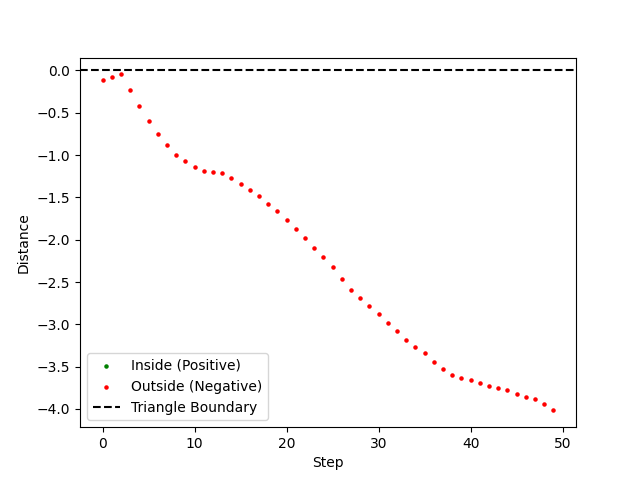 0.0
−0.5
−1.0
−1.5
−2.0
−2.5
−3.0
−3.5
−4.0
Distance
Inside (Positive)
Outside (Negative)
Triangle Boundary
0 10 20 30 40 50
Step